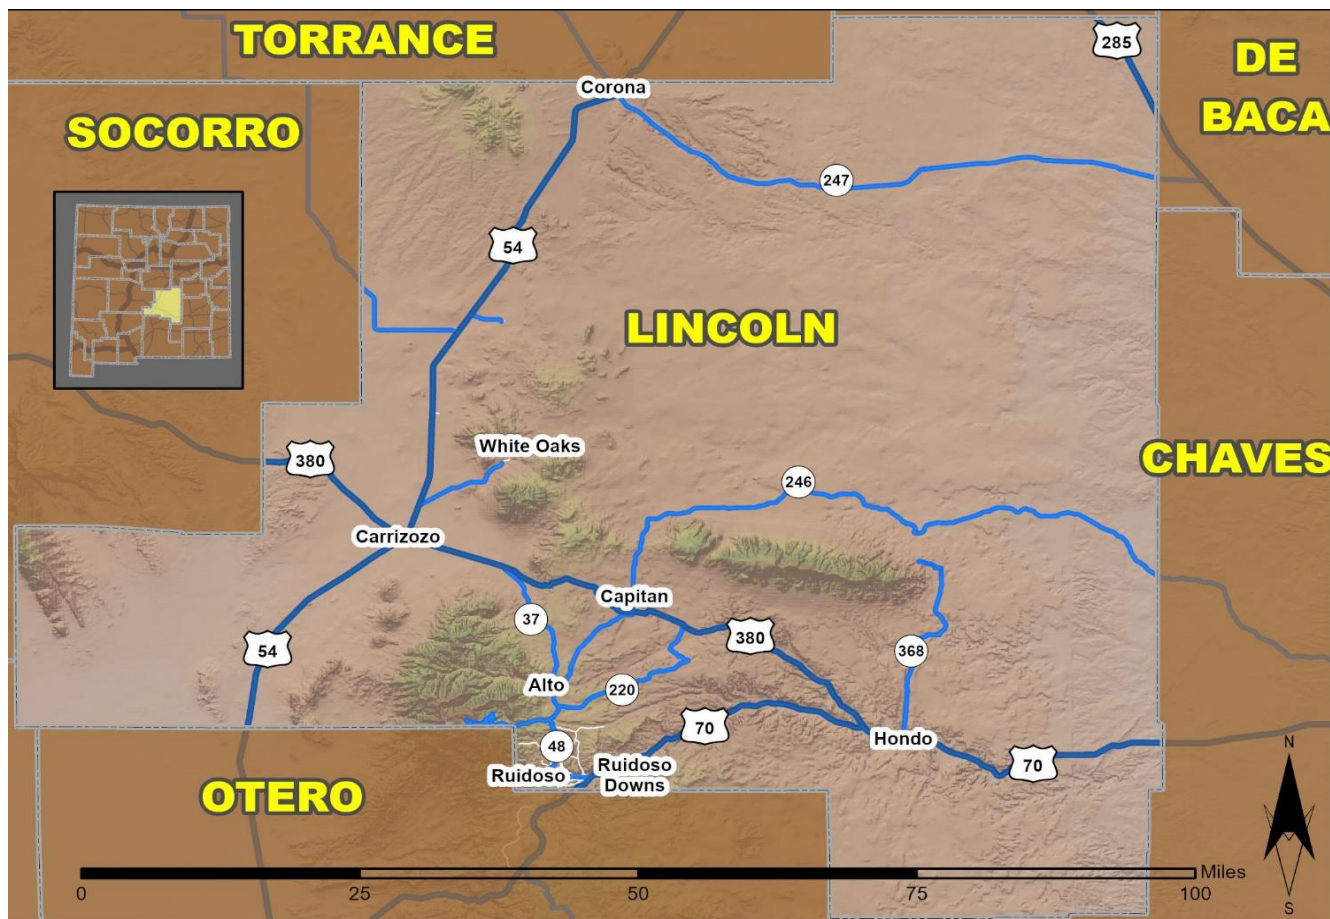 TORRANCE
285
DE
BACA
Corona
SOCORRO
247
54
LINCOLN
White Oaks
380
246
CHAVES
Carrizozo
Capitan
37
380
54
368
Alto
220
70
48
Hondo
Ruidoso
Ruidoso
Downs
70
OTERO
N
S
Miles
0
25
50
75
100